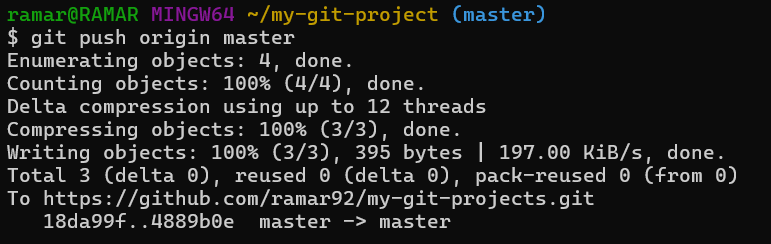 ramar@RAMAR MINGW64 ~/my-git-project (master)
$ git push origin master
Enumerating objects: 4, done.
Counting objects: 100% (4/4), done.
Delta compression using up to 12 threads
Compressing objects: 100% (3/3), done.
Writing objects: 100% (3/3), 395 bytes | 197.00 KiB/s, done.
Total 3 (delta 0), reused 0 (delta 0), pack-reused 0 (from 0)
To https://github.com/ramar92/my-git-projects.git
   18da99f..4889b0e  master -> master